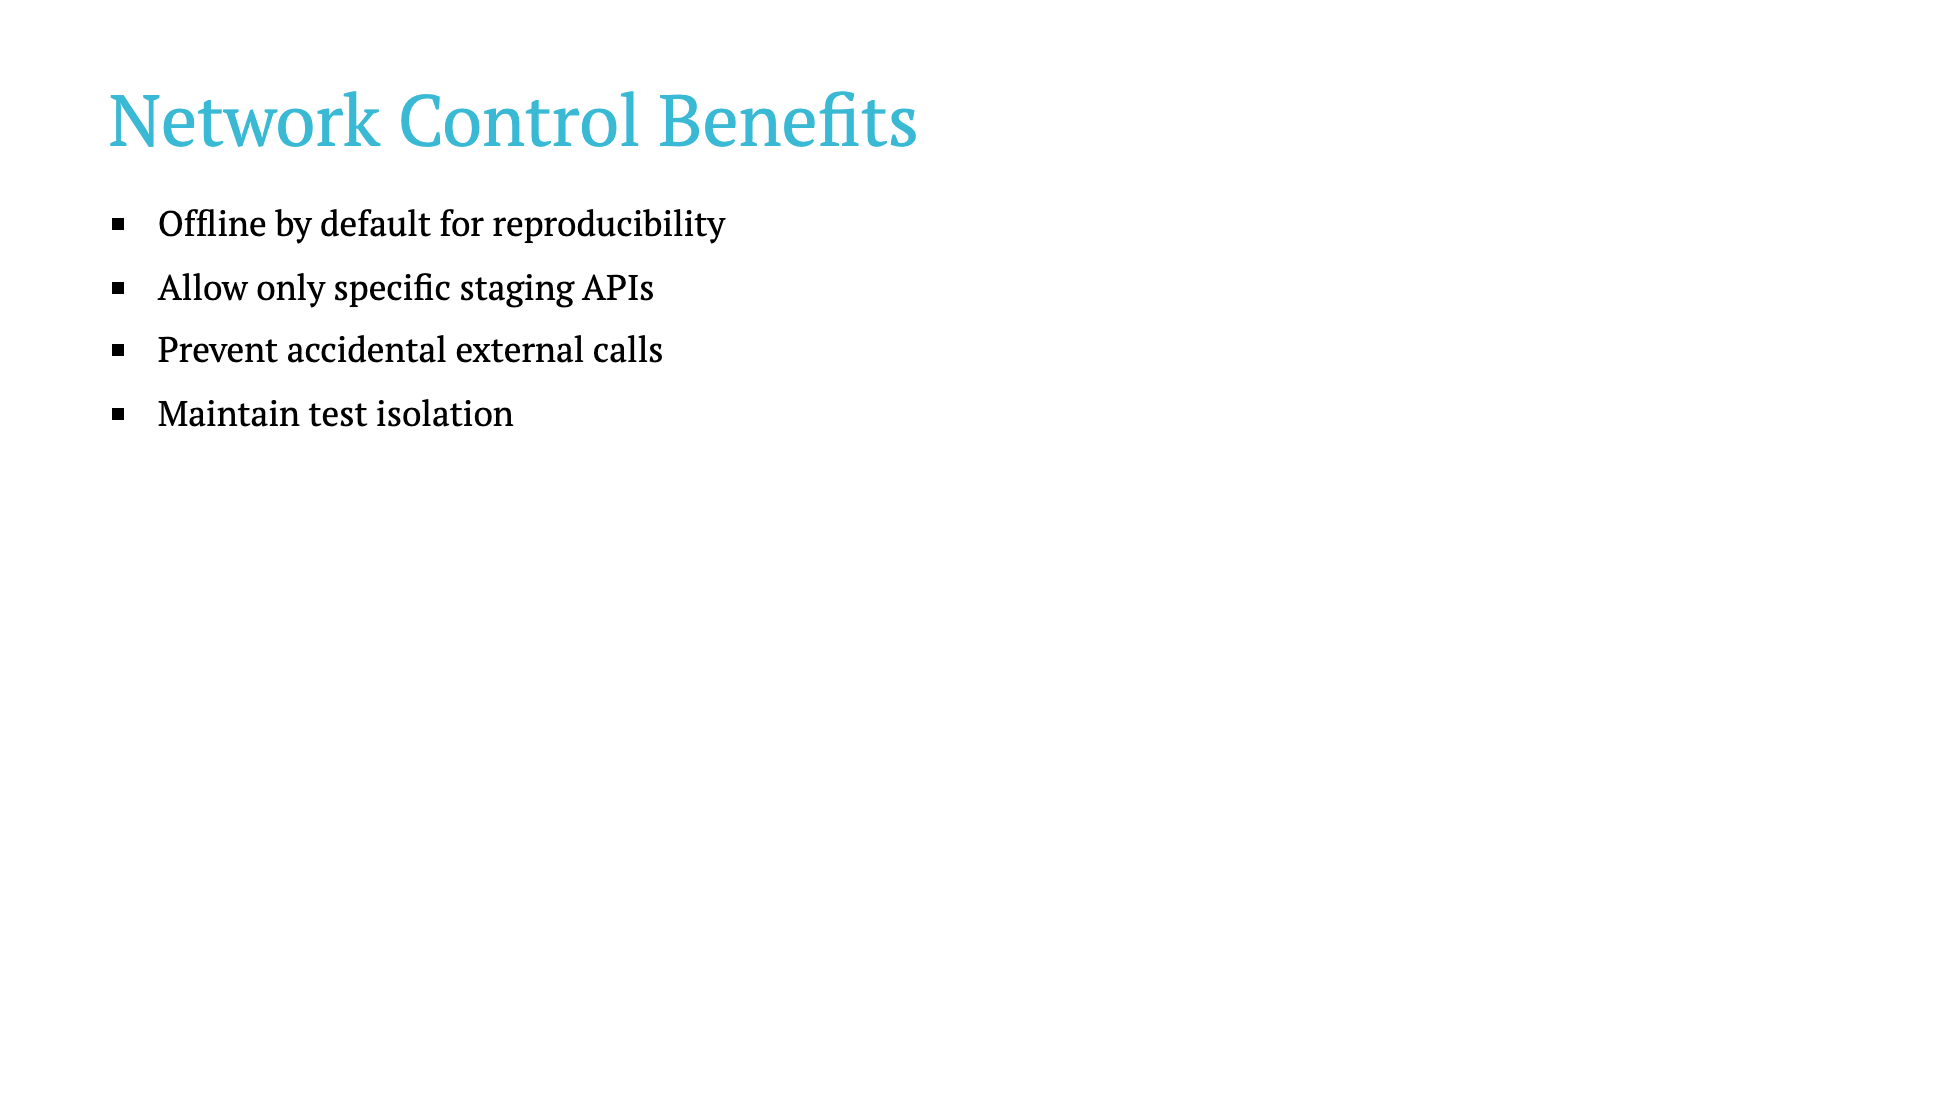 Network Control Benefits
▪ Offline by default for reproducibility
▪ Allow only specific staging APIs
▪ Prevent accidental external calls
▪ Maintain test isolation